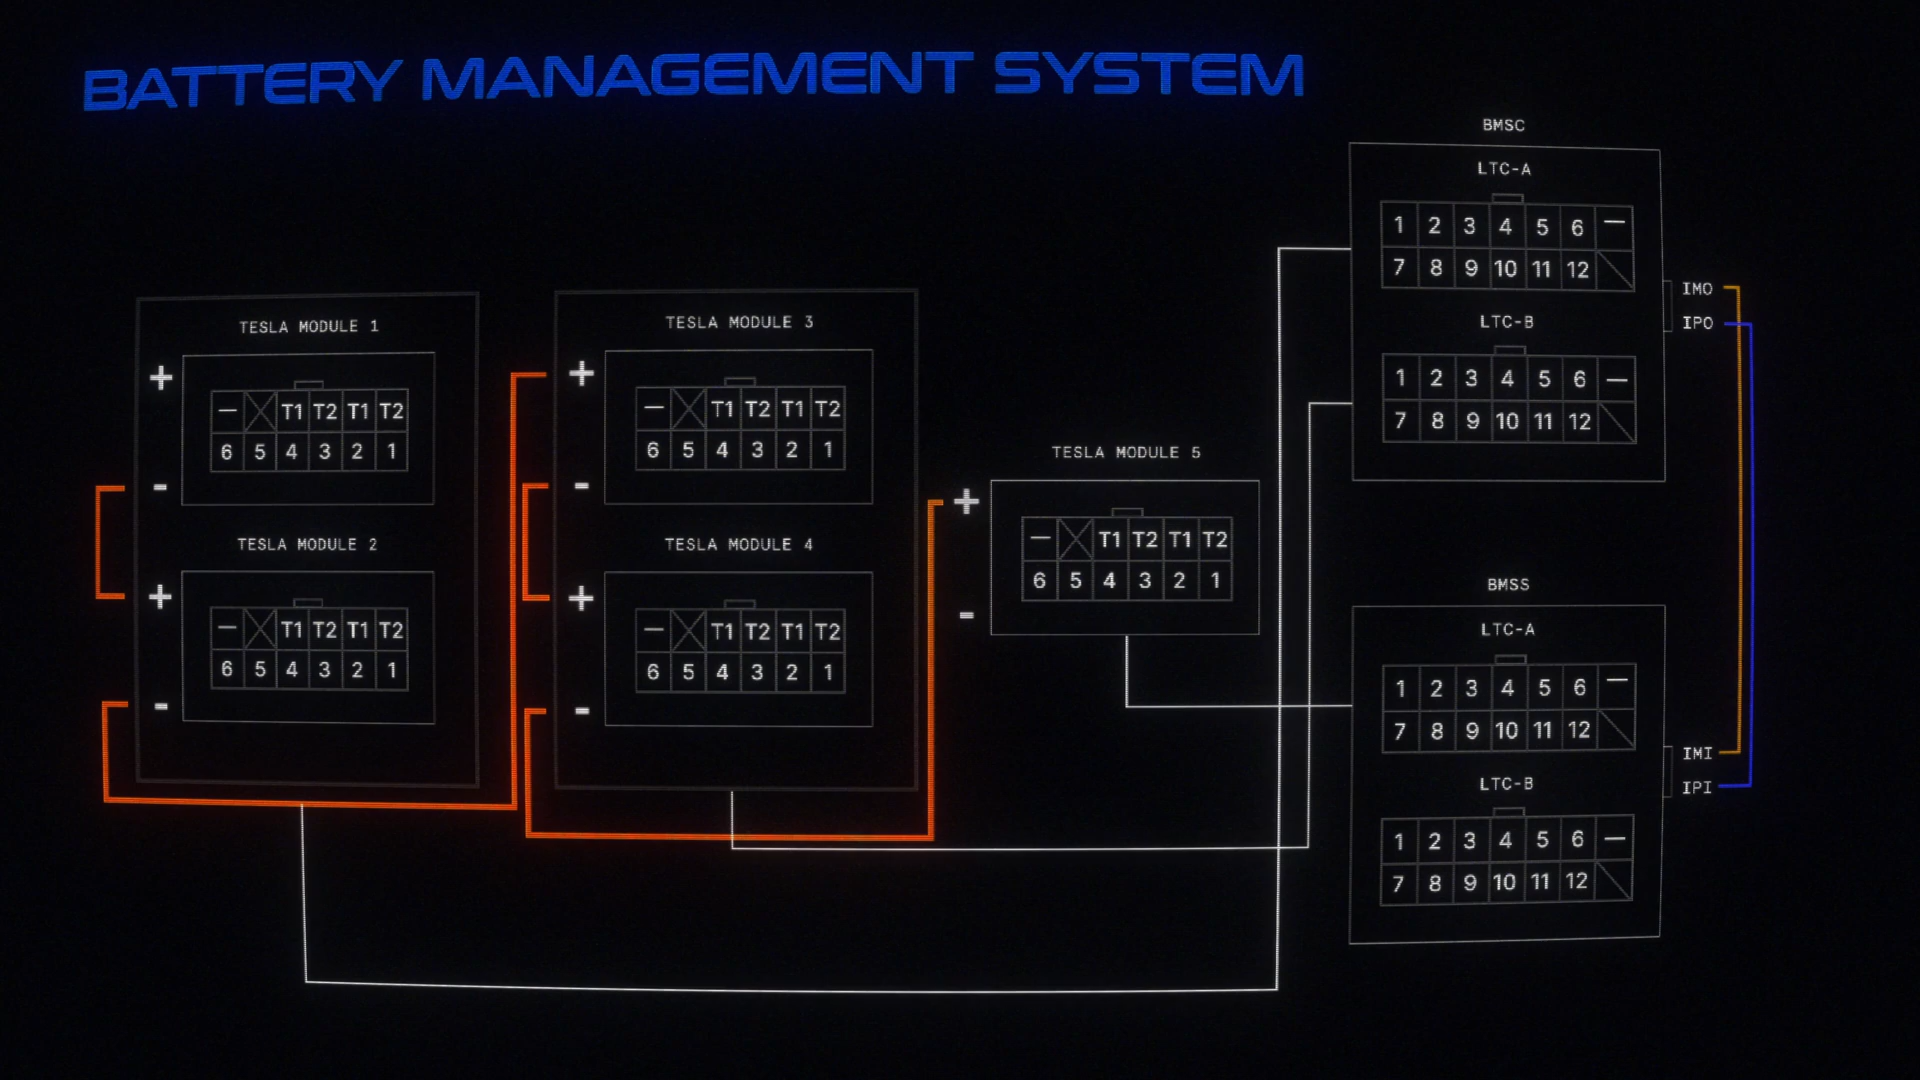 BATTERY MANAGEMENT SYSTEM
TESLA MODULE 1
+
-
— T1 T2 T1 T2
6 5 4 3 2 1
TESLA MODULE 2
+
-
— T1 T2 T1 T2
6 5 4 3 2 1
TESLA MODULE 3
+
-
— T1 T2 T1 T2
6 5 4 3 2 1
TESLA MODULE 4
+
-
— T1 T2 T1 T2
6 5 4 3 2 1
TESLA MODULE 5
+
-
— T1 T2 T1 T2
6 5 4 3 2 1
BMSC
LTC-A
1 2 3 4 5 6 —
7 8 9 10 11 12
LTC-B
1 2 3 4 5 6 —
7 8 9 10 11 12
IMO
IPO
BMSS
LTC-A
1 2 3 4 5 6 —
7 8 9 10 11 12
LTC-B
1 2 3 4 5 6 —
7 8 9 10 11 12
IMI
IPI